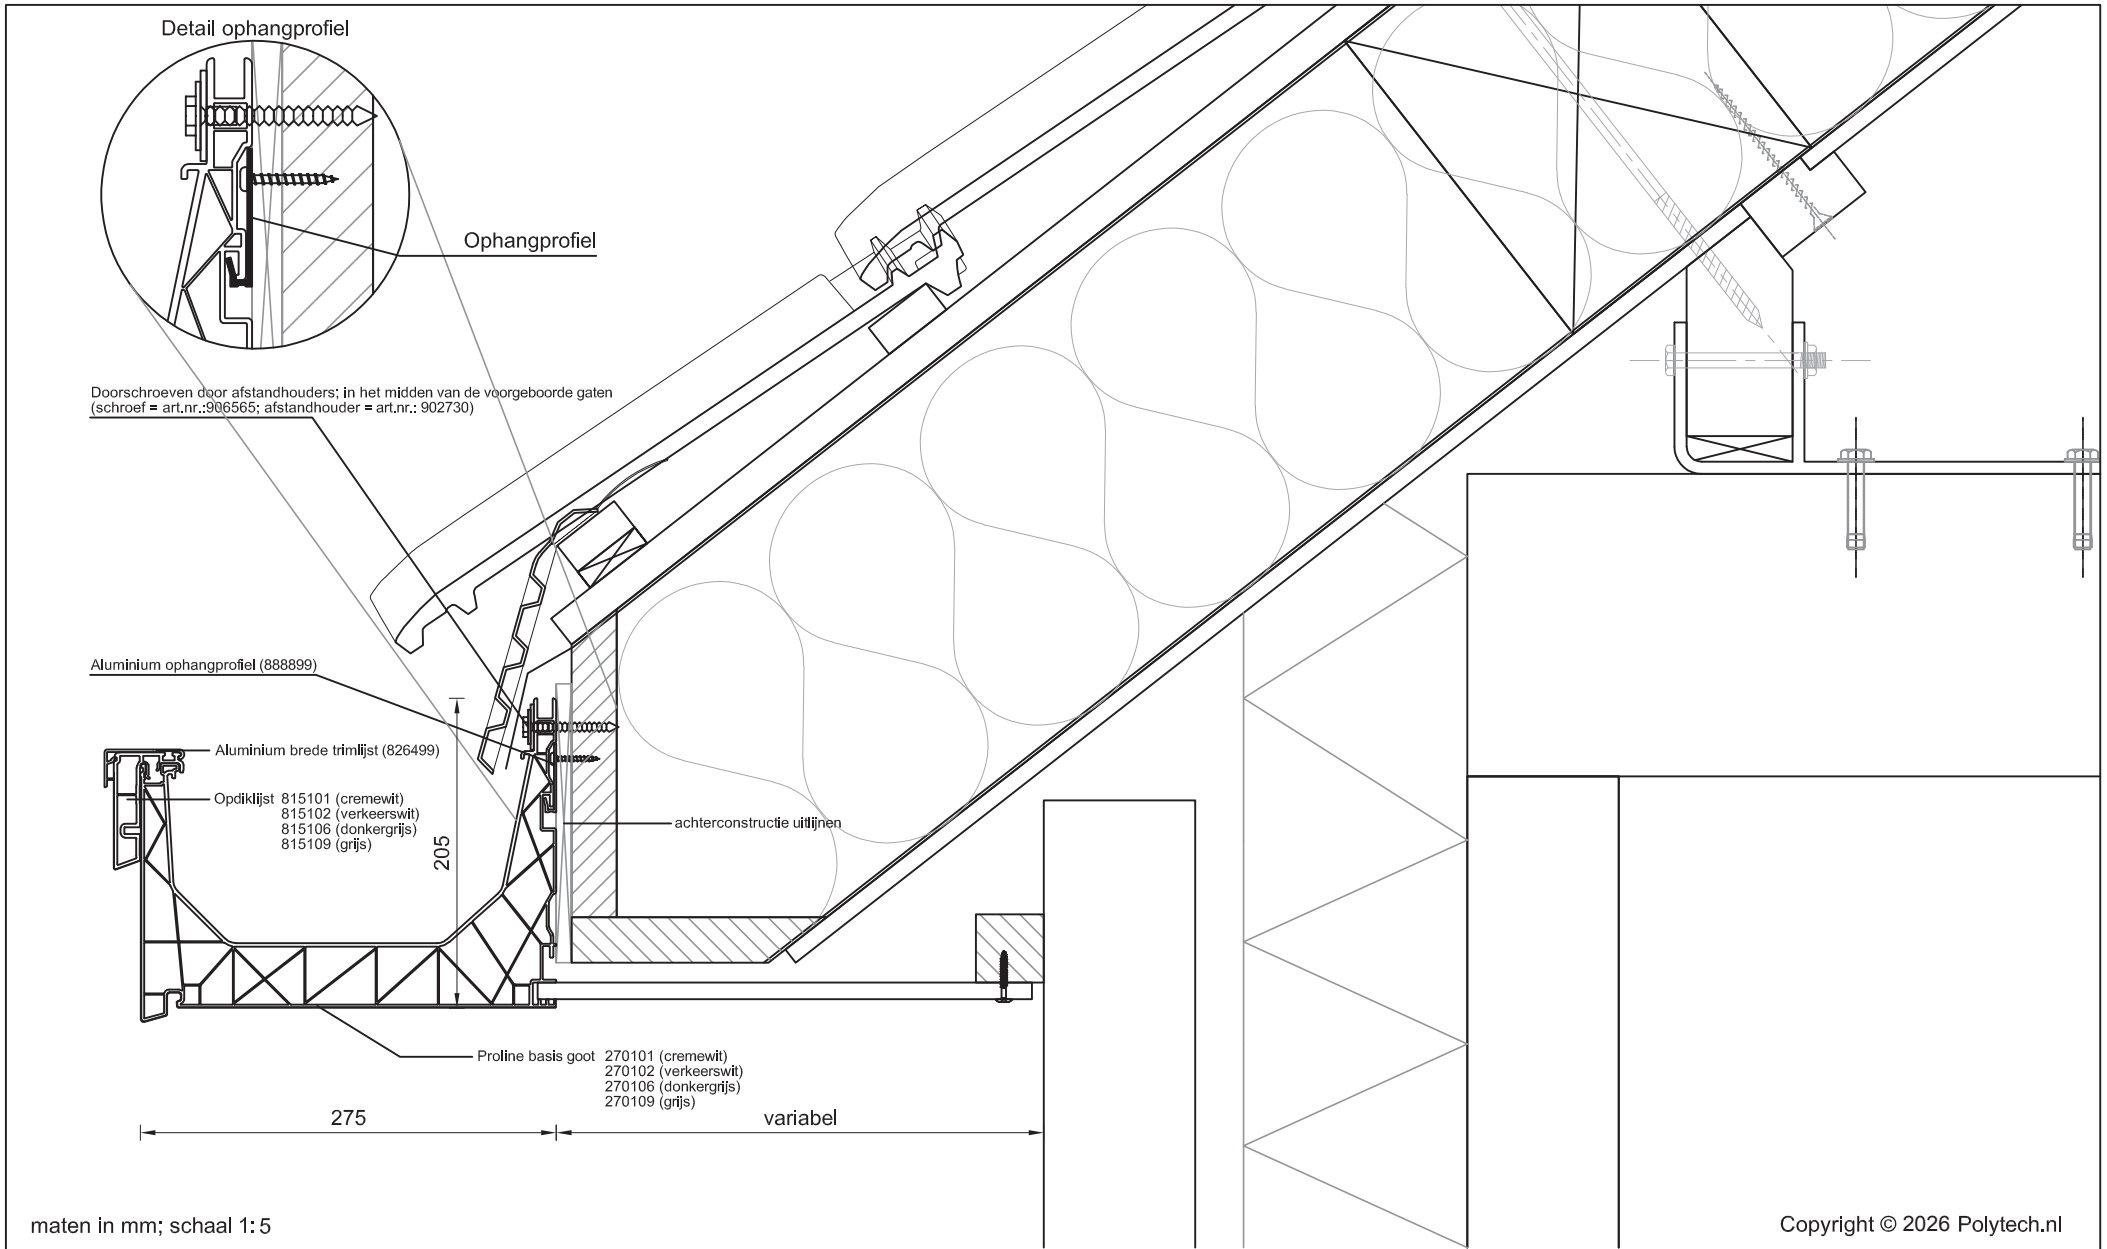 Detail ophangprofiel
Ophangprofiel
Doorschroeven door afstandhouders; in het midden van de voorgeboorde gaten
(schroef = art.nr.:906565; afstandhouder = art.nr.: 902730)
Aluminium ophangprofiel (888899)
Aluminium brede trimlijst (826499)
Opdiklijst 815101 (cremewit)
815102 (verkeerswit)
815106 (donkergrijs)
815109 (grijs)
205
achterconstructie uitlijnen
Proline basis goot 270101 (cremewit)
270102 (verkeerswit)
270106 (donkergrijs)
270109 (grijs)
275
variabel
maten in mm; schaal 1:5
Copyright © 2026 Polytech.nl